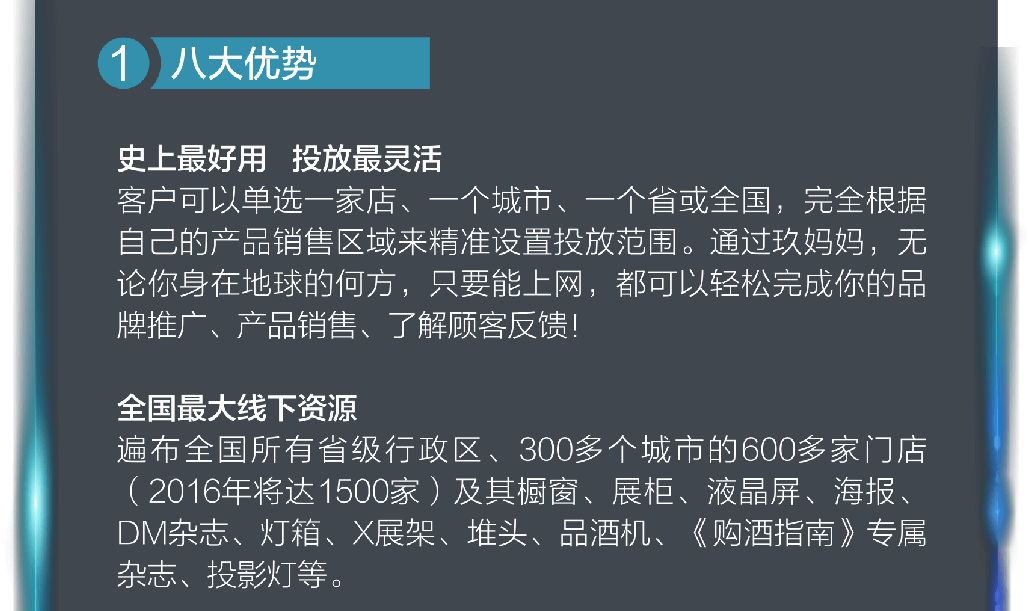 1 八大优势
史上最好用 投放最灵活
客户可以单选一家店、一个城市、一个省或全国，完全根据
自己的产品销售区域来精准设置投放范围。通过玖妈妈，无
论你身在地球的何方，只要能上网，都可以轻松完成你的品
牌推广、产品销售、了解顾客反馈!
全国最大线下资源
遍布全国所有省级行政区、300多个城市的600多家门店
（2016年将达1500家）及其橱窗、展柜、液晶屏、海报、
DM杂志、灯箱、X展架、堆头、品酒机、《购酒指南》专属
杂志、投影灯等。